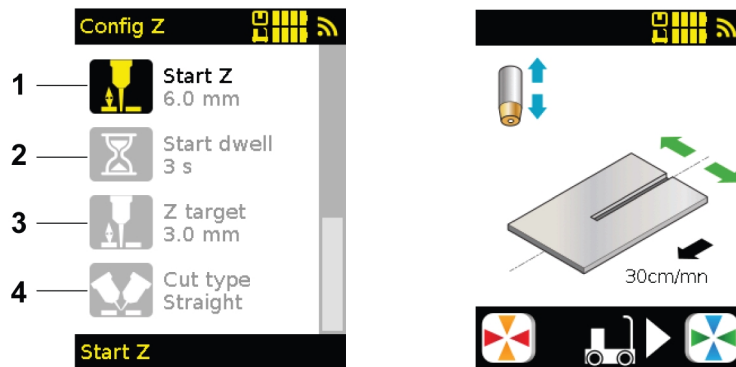 Config Z
1
Start Z
6.0 mm
2
Start dwell
3 s
3
Z target
3.0 mm
4
Cut type
Straight
Start Z
30cm/mn